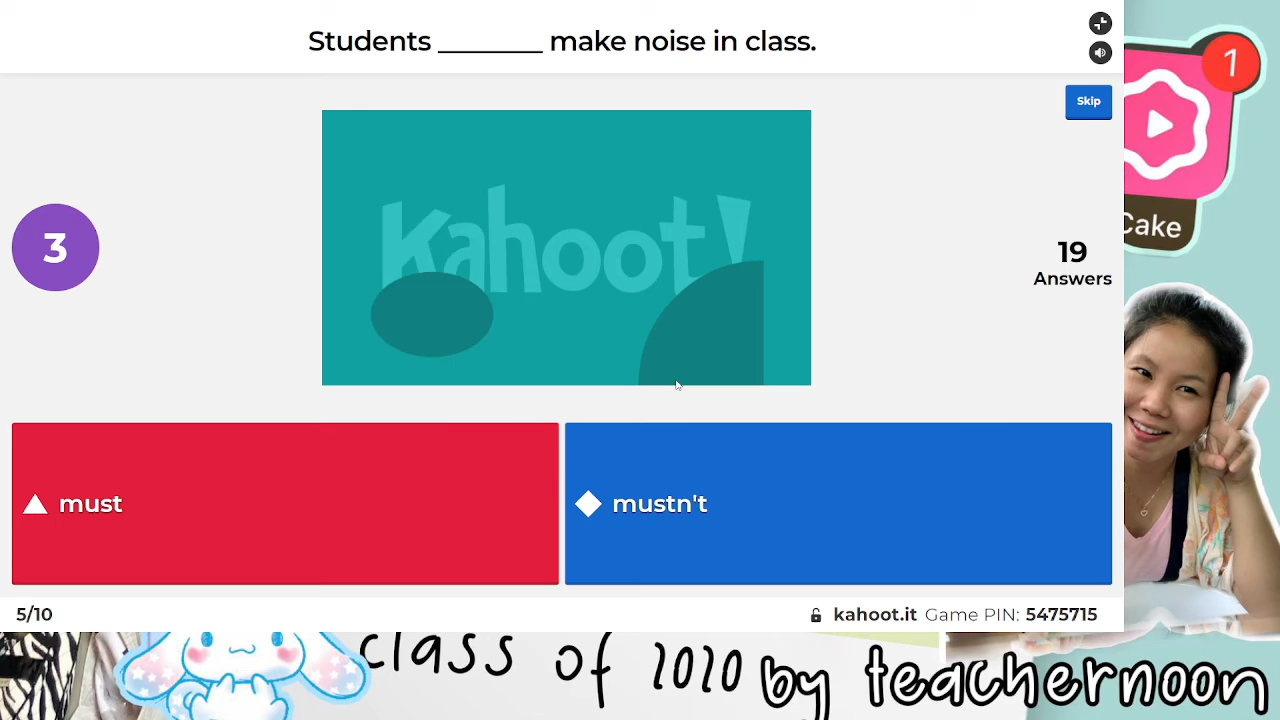 Students ________ make noise in class.
Skip
1
Kahoot!
3
19
Answers
Cake
must
mustn't
5/10
kahoot.it Game PIN: 5475715
class of 2020 by teachernoon